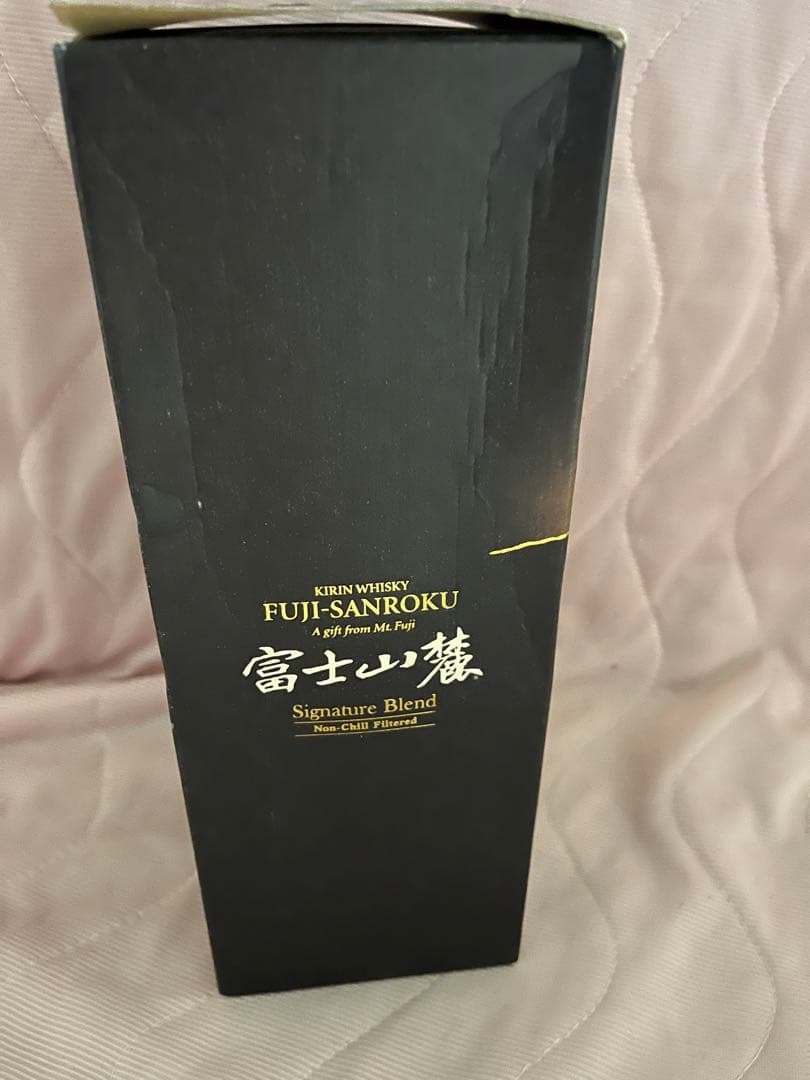 KIRIN WHISKY
FUJI-SANROKU
A gift from Mt. Fuji
富士山麓
Signature Blend
Non-Chill Filtered